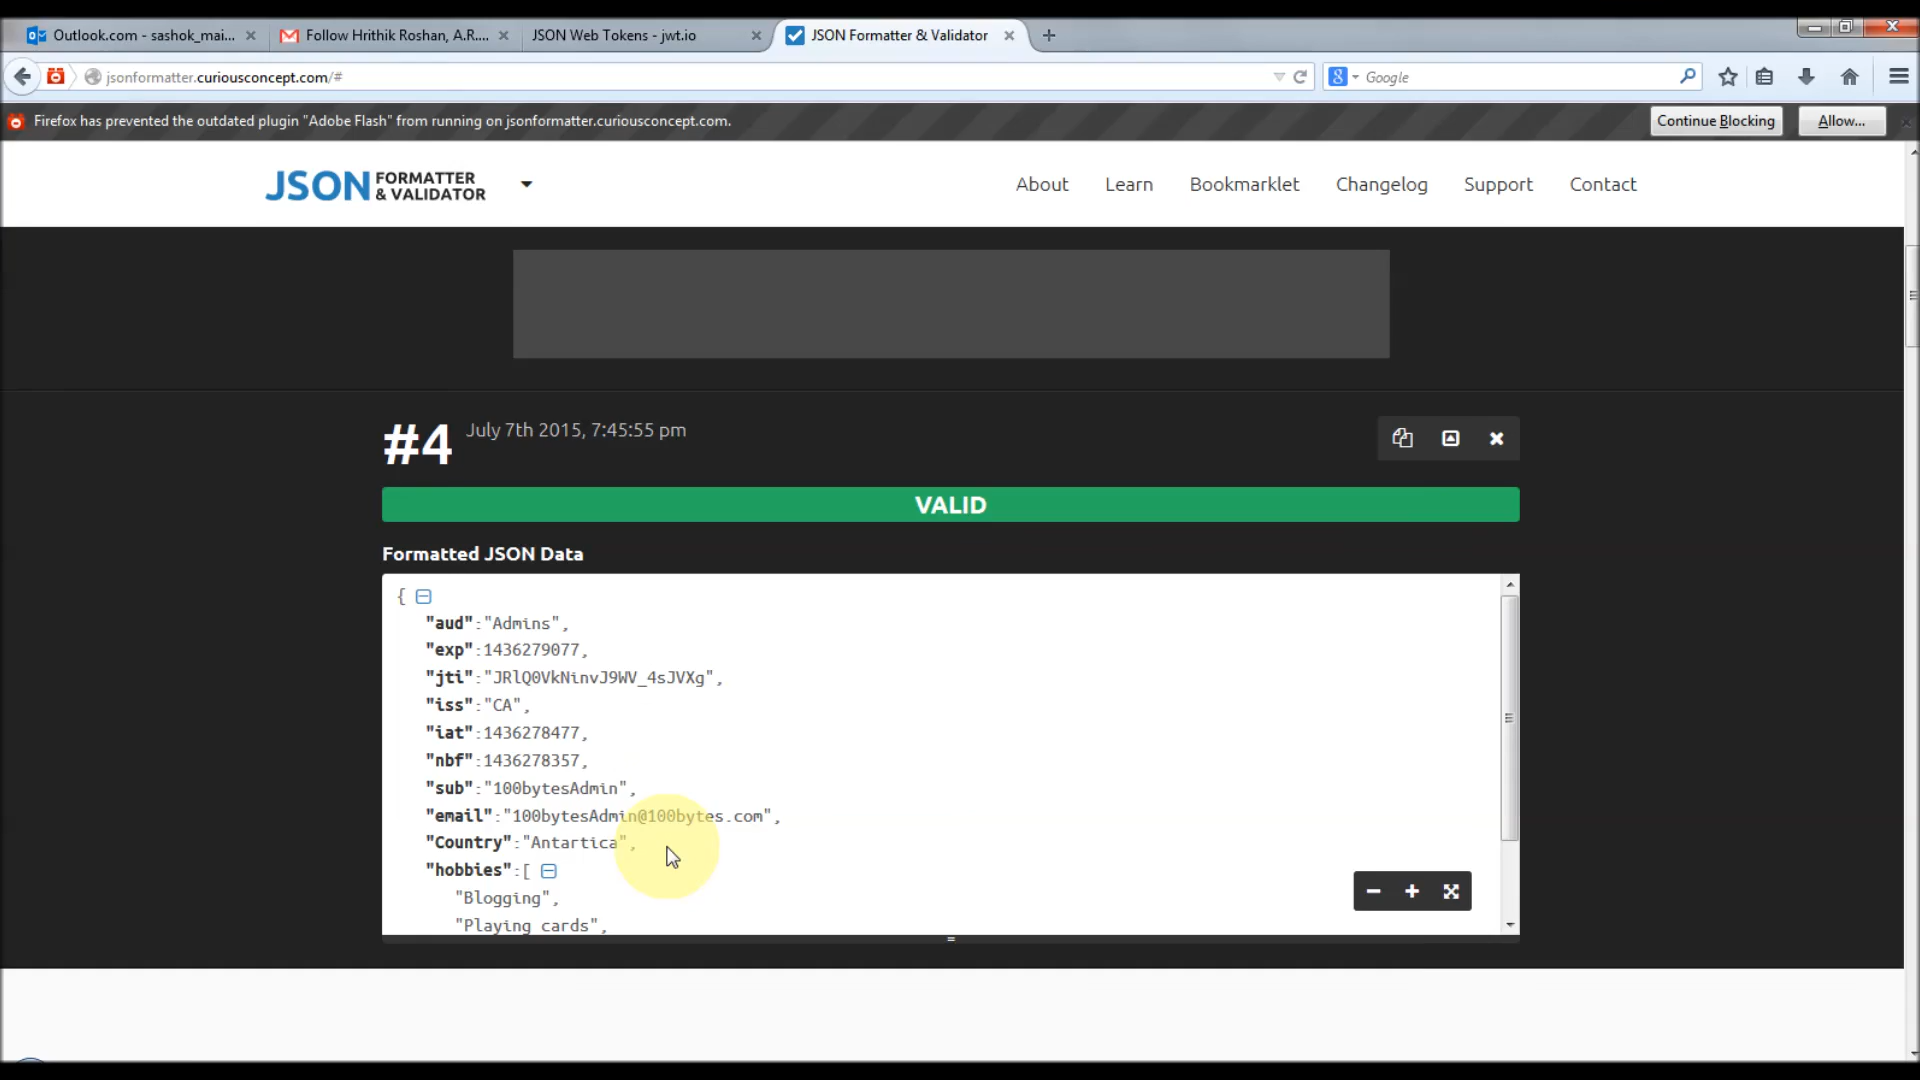 Outlook.com - sashok_mai...
Follow Hrithik Roshan, A.R....
JSON Web Tokens - jwt.io
JSON Formatter & Validator
jsonformatter.curiousconcept.com/#
Google
Firefox has prevented the outdated plugin "Adobe Flash" from running on jsonformatter.curiousconcept.com.
Continue Blocking
Allow...
JSON FORMATTER & VALIDATOR
About
Learn
Bookmarklet
Changelog
Support
Contact
#4
July 7th 2015, 7:45:55 pm
VALID
Formatted JSON Data
{
"aud":"Admins",
"exp":1436279077,
"jti":"JRlQ0VkNinvJ9WV_4sJVXg",
"iss":"CA",
"iat":1436278477,
"nbf":1436278357,
"sub":"100bytesAdmin",
"email":"100bytesAdmin@100bytes.com",
"Country":"Antartica",
"hobbies":[
"Blogging",
"Playing cards",